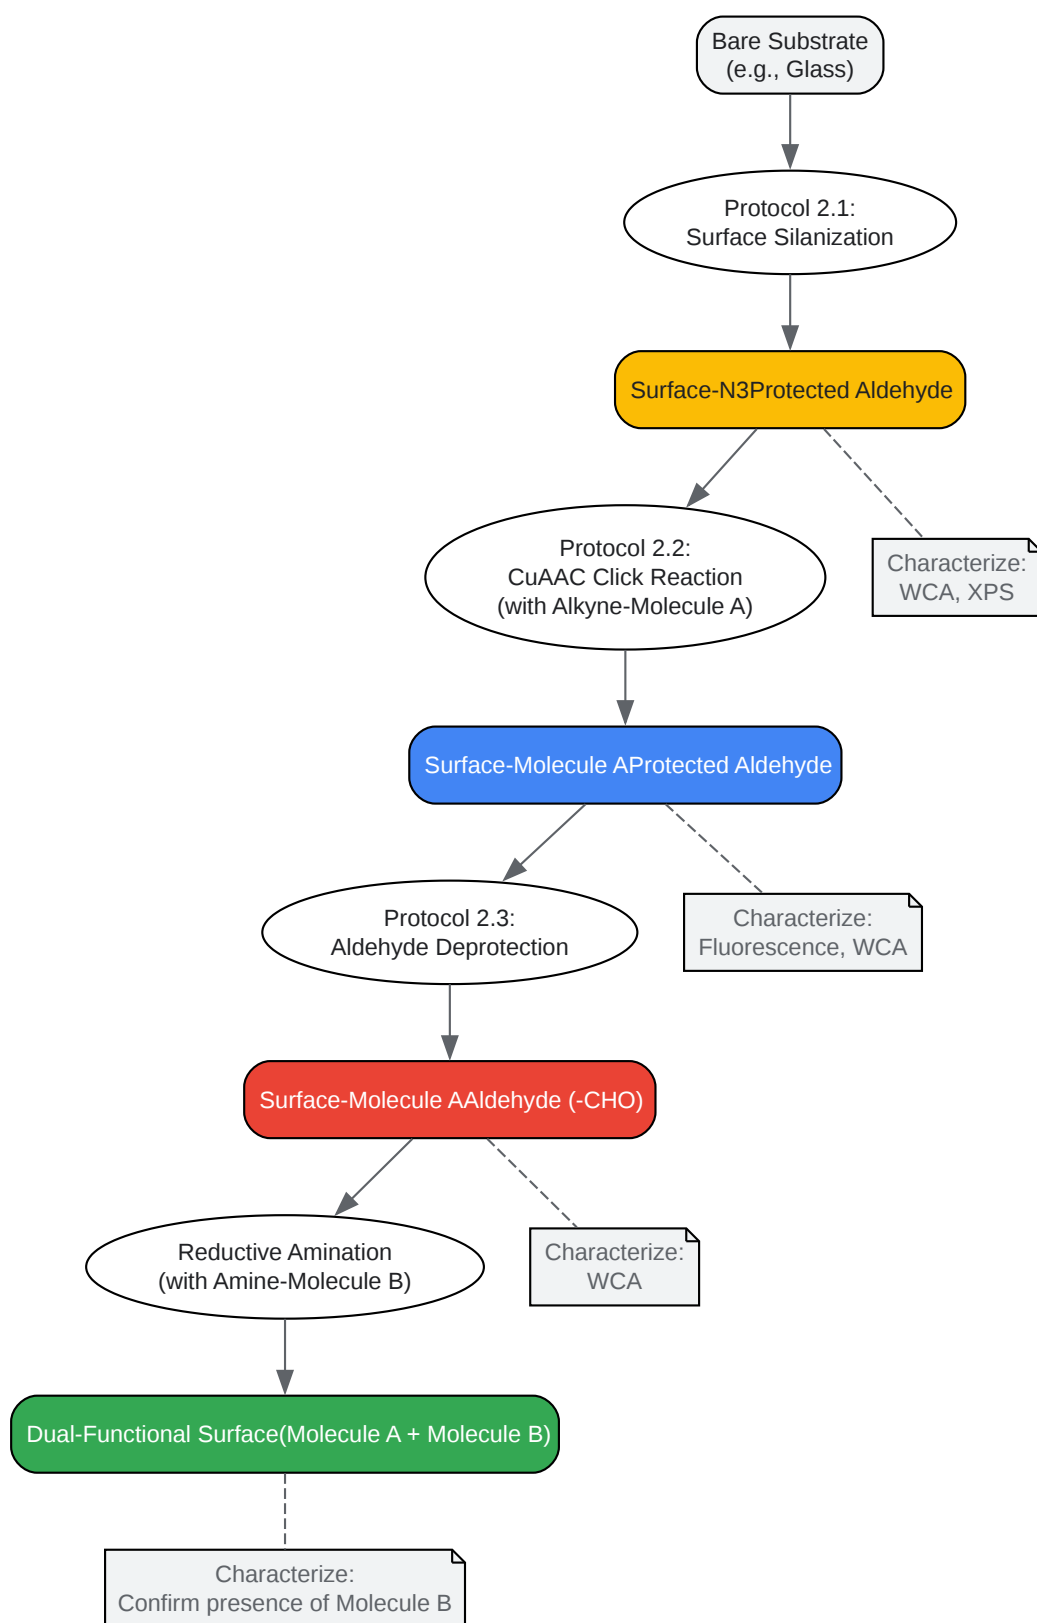 Bare Substrate
(e.g., Glass)
Protocol 2.1:
Surface Silanization
Surface-N3Protected Aldehyde
Protocol 2.2:
CuAAC Click Reaction
(with Alkyne-Molecule A)
Characterize:
WCA, XPS
Surface-Molecule AProtected Aldehyde
Protocol 2.3:
Aldehyde Deprotection
Characterize:
Fluorescence, WCA
Surface-Molecule AAldehyde (-CHO)
Reductive Amination
(with Amine-Molecule B)
Characterize:
WCA
Dual-Functional Surface(Molecule A + Molecule B)
Characterize:
Confirm presence of Molecule B